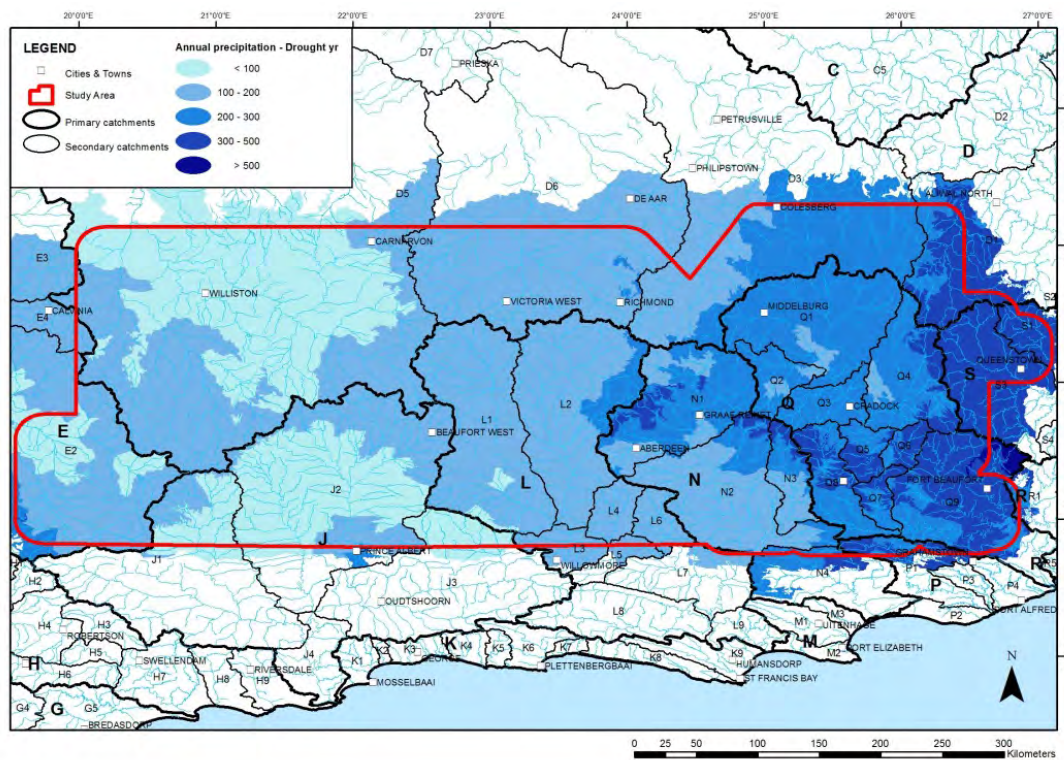 20°0'0"E 21°0'0"E 22°0'0"E 23°0'0"E 24°0'0"E 25°0'0"E 26°0'0"E 27°0'0"E
LEGEND
Cities & Towns
Study Area
Primary catchments
Secondary catchments
Annual precipitation - Drought yr
< 100
100 - 200
200 - 300
300 - 500
> 500
D7
PRIESKA
C
C5
PETRUSVILLE
D2
D
PHILIPSTOWN
D3
D5
D6
DE AAR
COLESBERG
CARNARVON
E3
WILLISTON
VICTORIA WEST
RICHMOND
MIDDELBURG
Q1
E4
CALVINIA
S1
QUEENSTOWN
S
S3
Q2
Q
Q3
Q4
CRADOCK
N1
L1
L2
BEAUFORT WEST
ABERDEEN
S4
E
E2
Q5
Q6
Q8
Q7
FORT BEAUFORT
Q9
R
R1
J2
L
N
N2
N3
L4
L6
J
PRINCE ALBERT
J1
L3
L5
WILLOWMORE
L7
N4
GRAHAMSTOWN
P1
P
P3
P4
P2
PORT ALFRED
H2
J3
OUDTSHOORN
L8
M3
M1
UITENHAGE
M
M2
PORT ELIZABETH
H3
H4
ROBERTSON
H5
H
H6
SWELLENDAM
H7
H8
RIVERSDALE
H9
J4
K1
K2
K3
GEORGE
K
K4
K5
K6
K7
K8
PLETTENBERGBAAI
L9
K9
HUMANSDORP
ST FRANCIS BAY
MOSSELBAAI
G4
G
G5
BREDASDORP
N
0 25 50 100 150 200 250 300
Kilometers